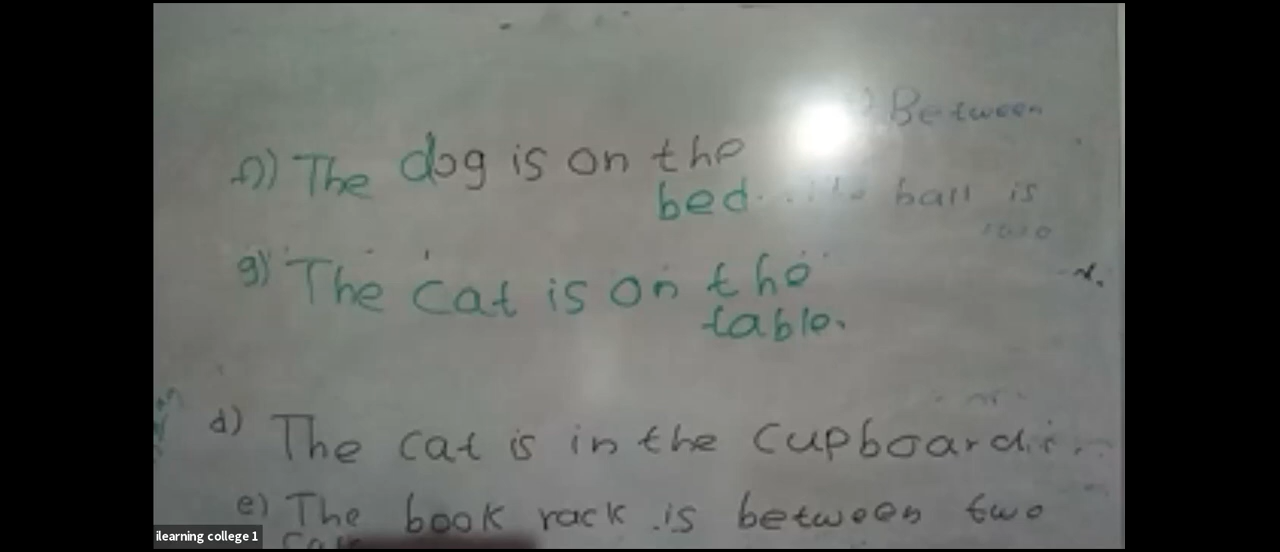 Between
f) The dog is on the
bed
ball is
g) The cat is on the
table.
d) The cat is in the cupboard
e) The book rack is between two
ilearning college 1